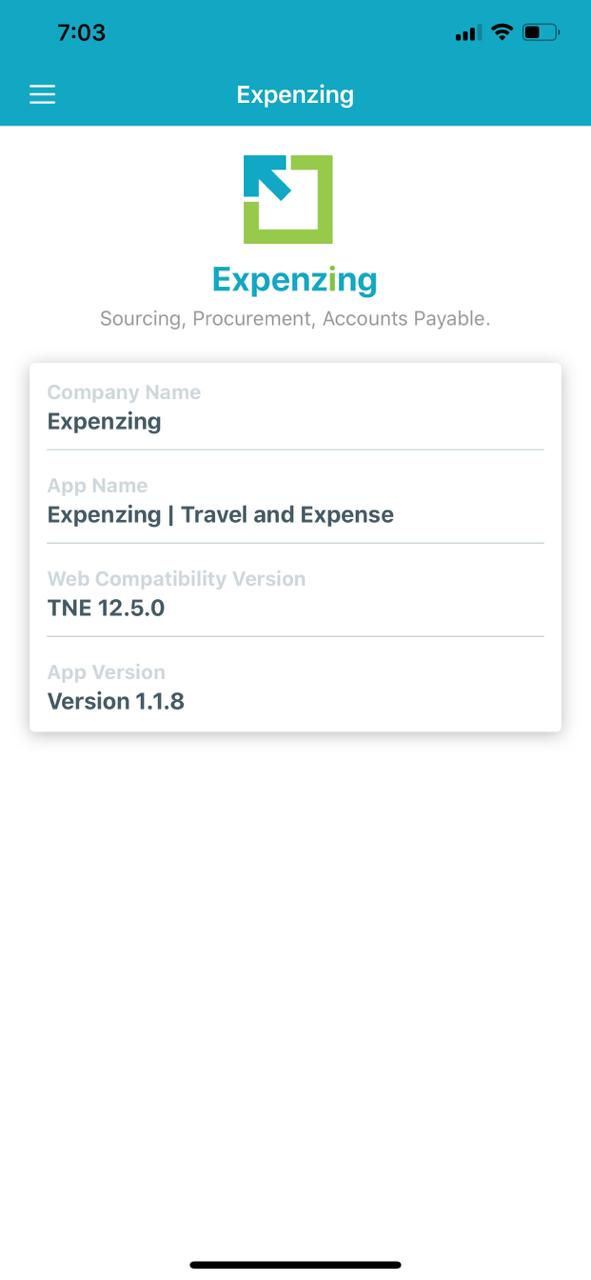 7:03
Expenzing
Expenzing
Sourcing, Procurement, Accounts Payable.
Company Name
Expenzing
App Name
Expenzing | Travel and Expense
Web Compatibility Version
TNE 12.5.0
App Version
Version 1.1.8